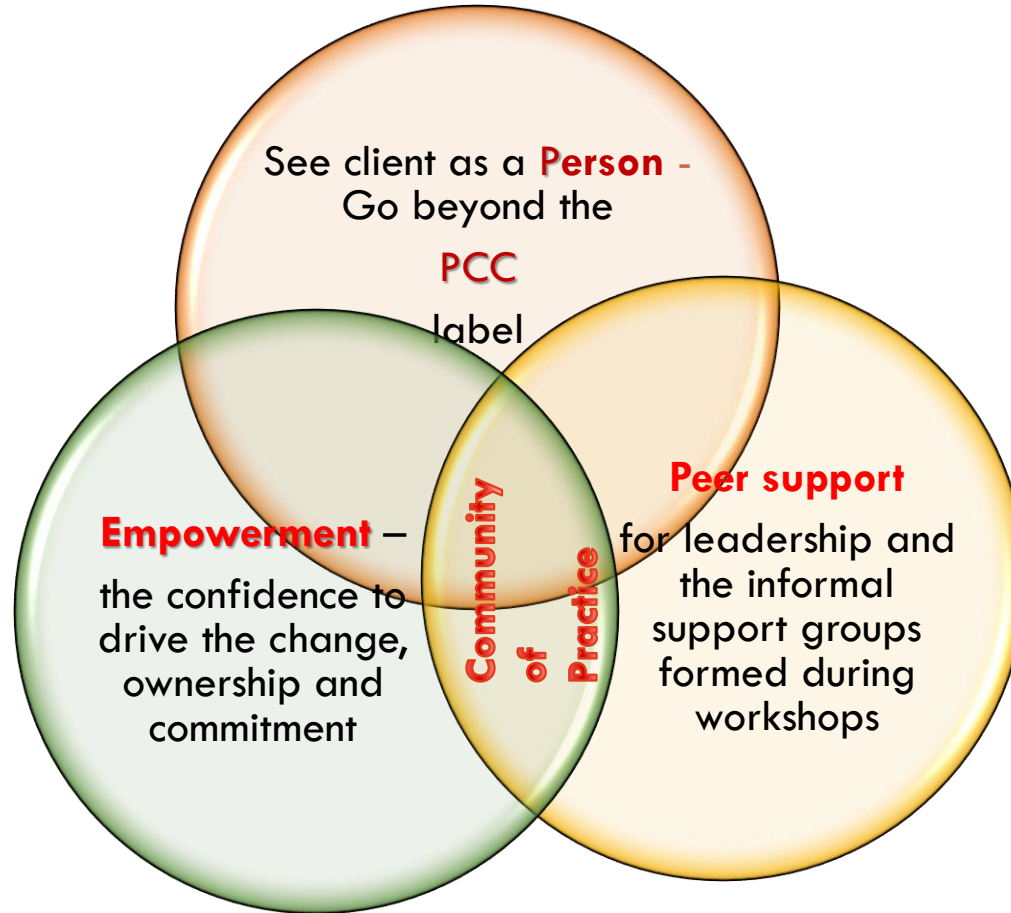 See client as a Person -
Go beyond the
PCC
label
Empowerment –
the confidence to
drive the change,
ownership and
commitment
Community
of
Practice
Peer support
for leadership and
the informal
support groups
formed during
workshops